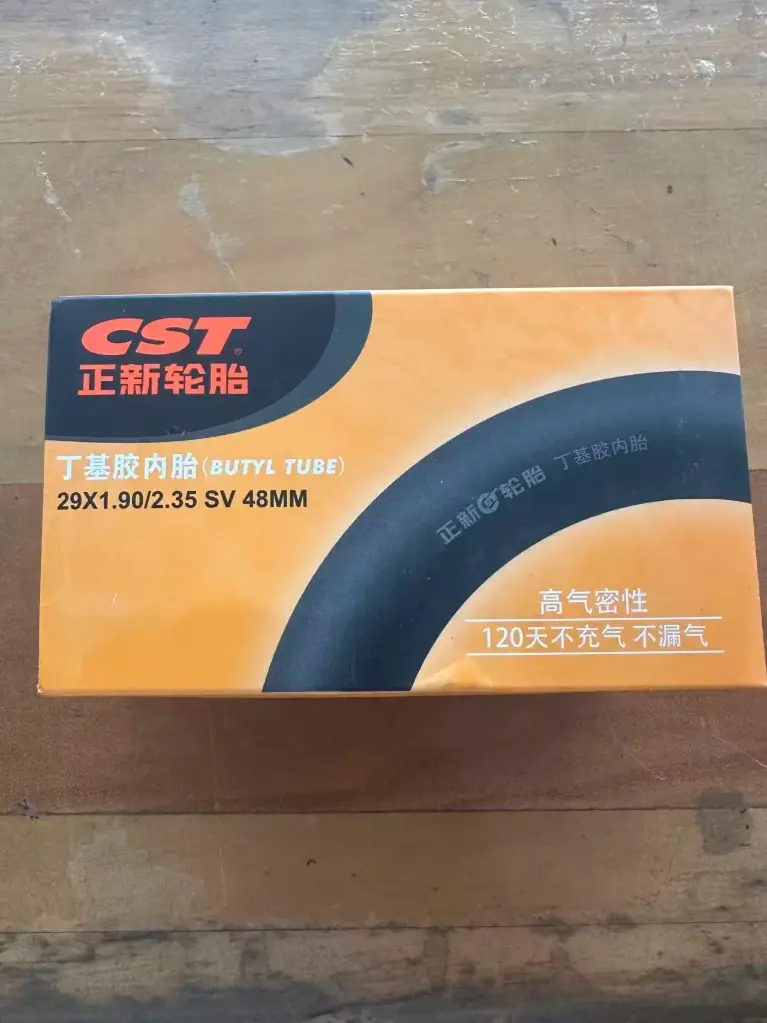 CST®
正新轮胎
丁基胶内胎(BUTYL TUBE)
29X1.90/2.35 SV 48MM
正新轮胎 丁基胶内胎
高气密性
120天不充气 不漏气